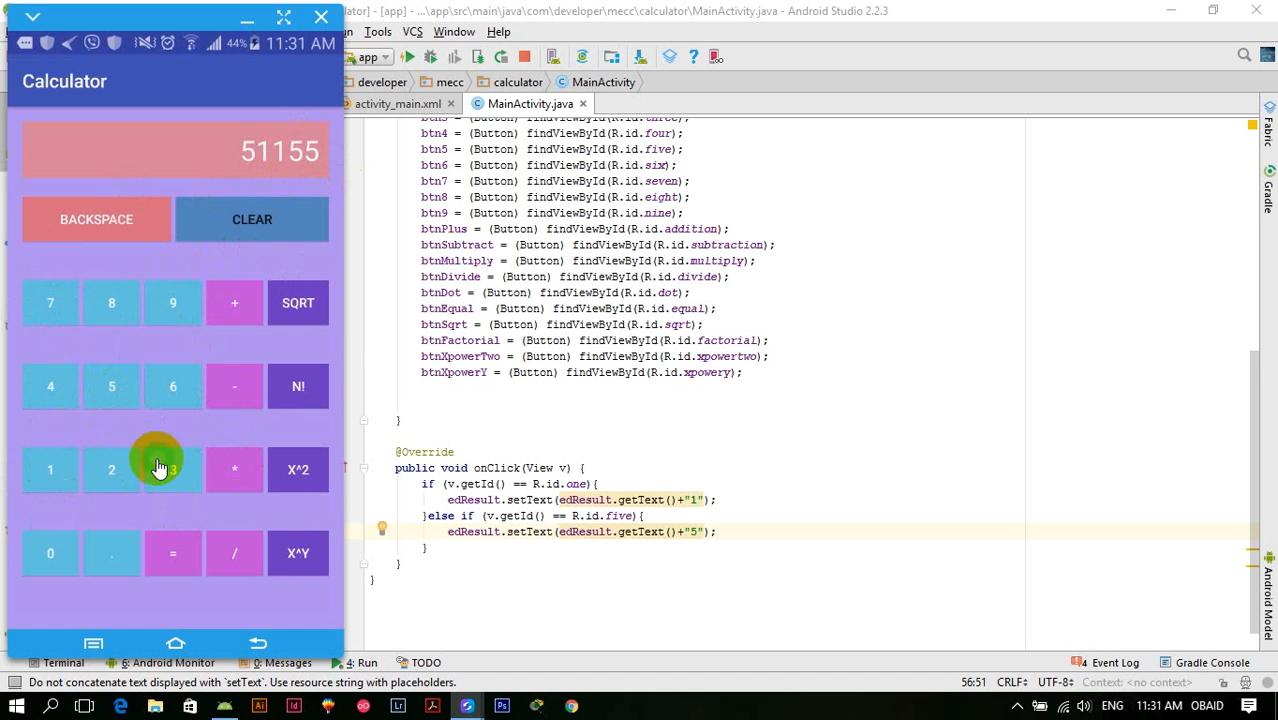 ator] - [app] - ...\app\src\main\java\com\developer\mecc\calculator\MainActivity.java - Android Studio 2.2.3
Tools VCS Window Help
app
developer mecc calculator MainActivity
activity_main.xml MainActivity.java
44% 11:31 AM
Calculator
51155
BACKSPACE CLEAR
7 8 9 + SQRT
4 5 6 - N!
1 2 3 * X^2
0 . = / X^Y
btn4 = (Button) findViewById(R.id.four);
btn5 = (Button) findViewById(R.id.five);
btn6 = (Button) findViewById(R.id.six);
btn7 = (Button) findViewById(R.id.seven);
btn8 = (Button) findViewById(R.id.eight);
btn9 = (Button) findViewById(R.id.nine);
btnPlus = (Button) findViewById(R.id.addition);
btnSubtract = (Button) findViewById(R.id.subtraction);
btnMultiply = (Button) findViewById(R.id.multiply);
btnDivide = (Button) findViewById(R.id.divide);
btnDot = (Button) findViewById(R.id.dot);
btnEqual = (Button) findViewById(R.id.equal);
btnSqrt = (Button) findViewById(R.id.sqrt);
btnFactorial = (Button) findViewById(R.id.factorial);
btnXpowerTwo = (Button) findViewById(R.id.xpowertwo);
btnXpowerY = (Button) findViewById(R.id.xpowery);
}
@Override
public void onClick(View v) {
if (v.getId() == R.id.one){
edResult.setText(edResult.getText()+"1");
}else if (v.getId() == R.id.five){
edResult.setText(edResult.getText()+"5");
}
}
}
Fabric
Gradle
Android Model
Terminal 6: Android Monitor 0: Messages 4: Run TODO 4 Event Log Gradle Console
Do not concatenate text displayed with `setText`. Use resource string with placeholders. 56:51 CRLF UTF-8 Context: <no context>
Ai Id Lr Ps ENG 11:31 AM OBAID